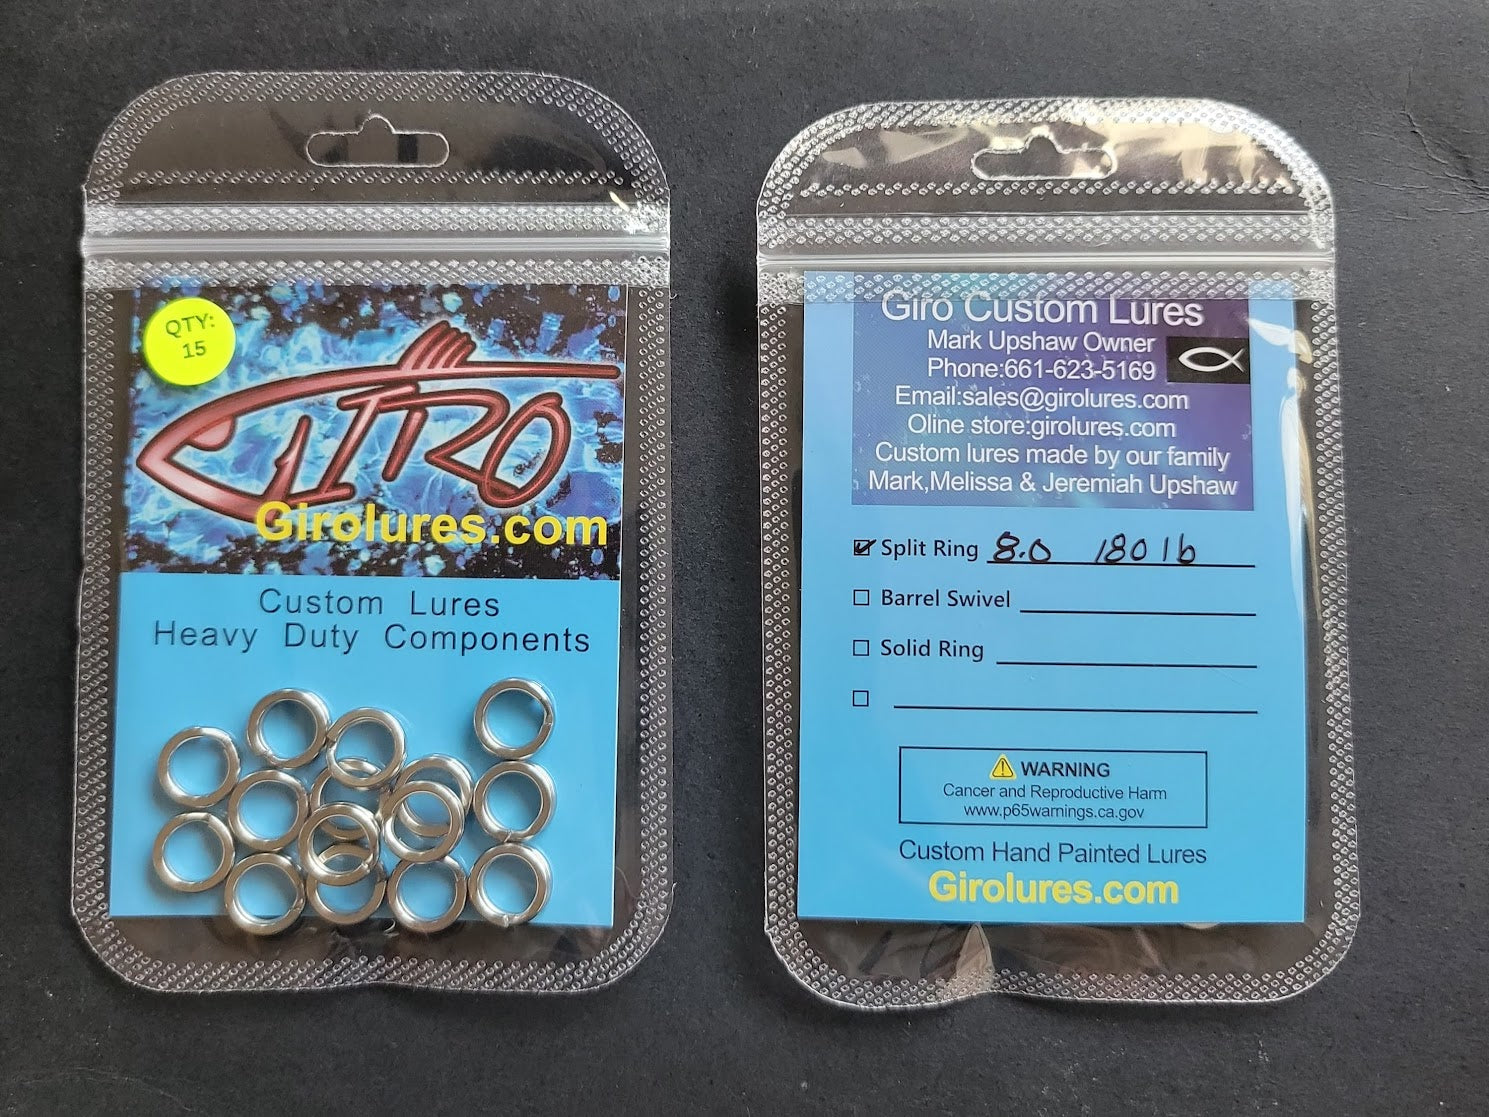 QTY:
15
GIRO
Girolures.com
Custom Lures
Heavy Duty Components
Giro Custom Lures
Mark Upshaw Owner
Phone:661-623-5169
Email:sales@girolures.com
Oline store:girolures.com
Custom lures made by our family
Mark,Melissa & Jeremiah Upshaw
Split Ring 8.0 180 lb
Barrel Swivel
Solid Ring
WARNING
Cancer and Reproductive Harm
www.p65warnings.ca.gov
Custom Hand Painted Lures
Girolures.com